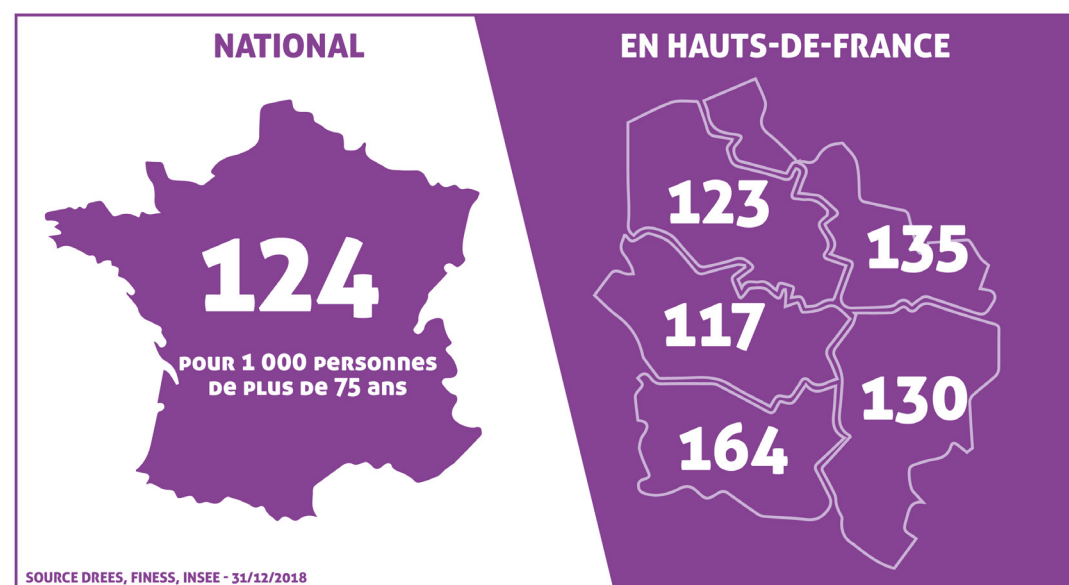 NATIONAL
124
POUR 1 000 PERSONNES
DE PLUS DE 75 ANS
SOURCE DREES, FINESS, INSEE - 31/12/2018
EN HAUTS-DE-FRANCE
123
135
117
130
164